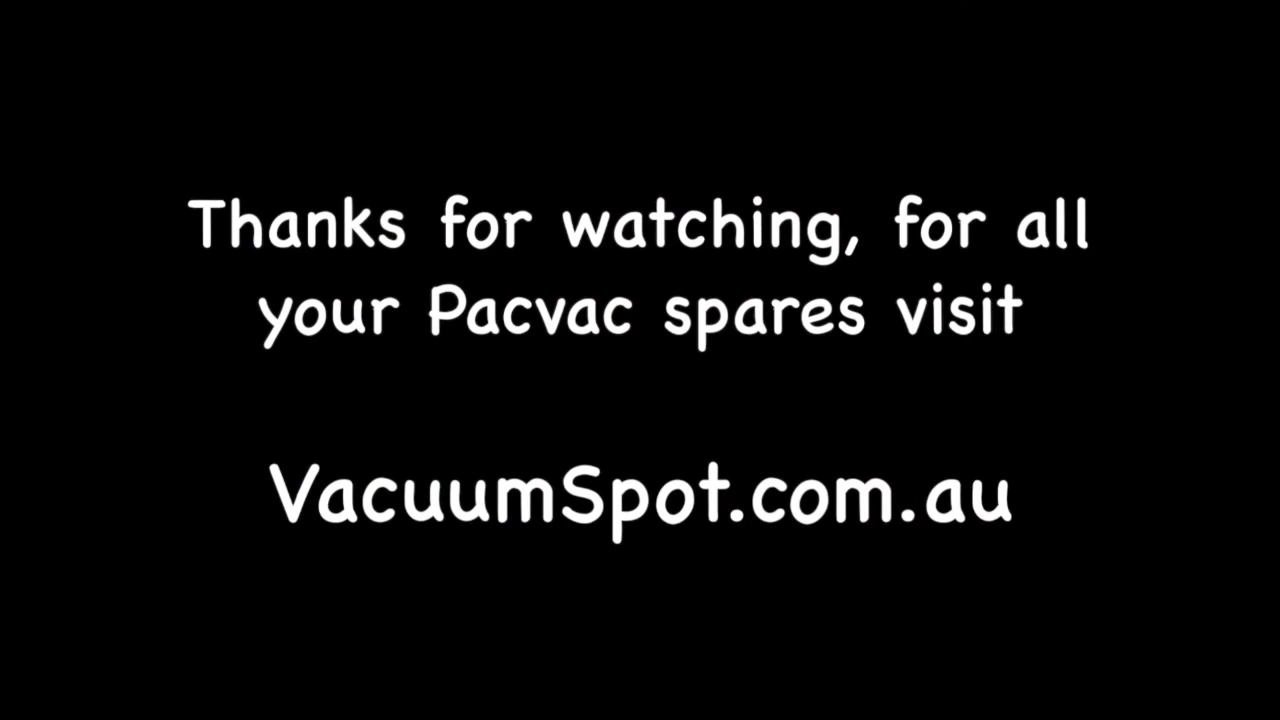 Thanks for watching, for all
your Pacvac spares visit
VacuumSpot.com.au